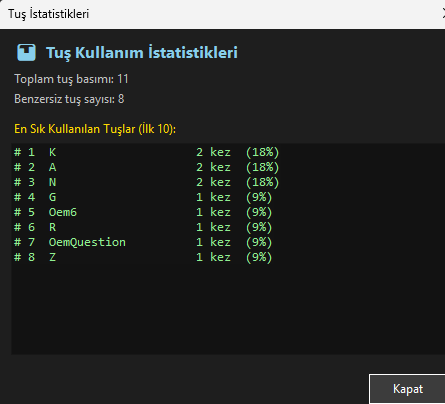 Tuş İstatistikleri
Tuş Kullanım İstatistikleri
Toplam tuş basımı: 11
Benzersiz tuş sayısı: 8
En Sık Kullanılan Tuşlar (İlk 10):
# 1 K 2 kez (18%)
# 2 A 2 kez (18%)
# 3 N 2 kez (18%)
# 4 G 1 kez (9%)
# 5 Oem6 1 kez (9%)
# 6 R 1 kez (9%)
# 7 OemQuestion 1 kez (9%)
# 8 Z 1 kez (9%)
Kapat